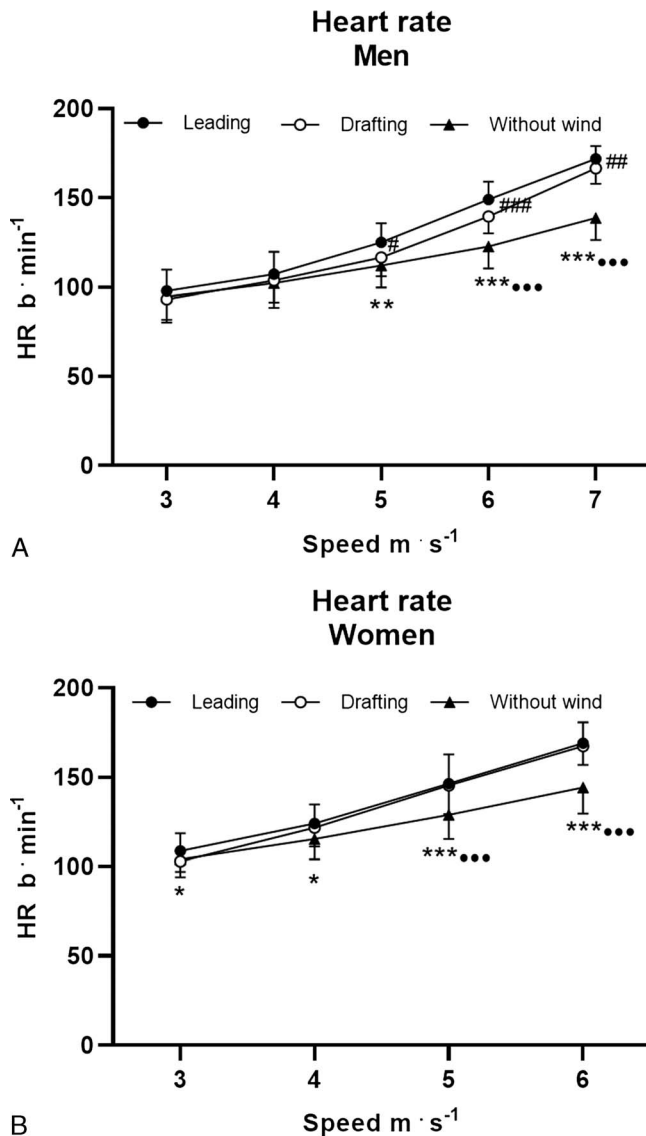 Heart rate
Men
Leading Drafting Without wind
HR b · min⁻¹
200
150
100
50
0
#
###
##
**
***•••
***•••
3 4 5 6 7
Speed m · s⁻¹
A
Heart rate
Women
Leading Drafting Without wind
HR b · min⁻¹
200
150
100
50
0
*
*
***•••
***•••
3 4 5 6
Speed m · s⁻¹
B